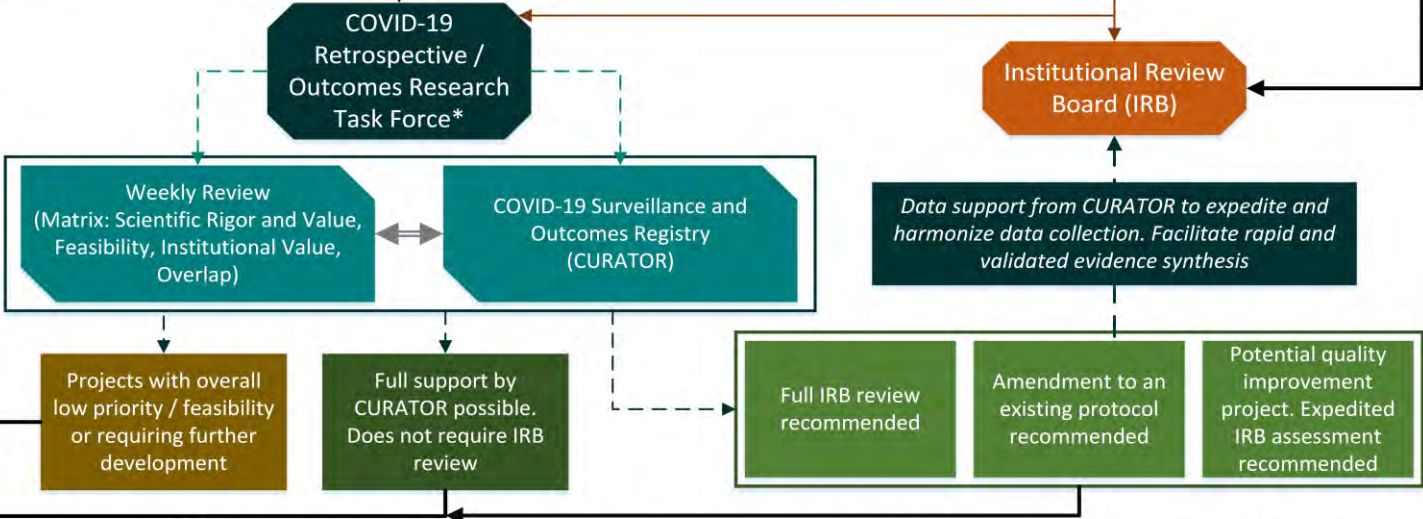 COVID-19
Retrospective /
Outcomes Research
Task Force*
Institutional Review
Board (IRB)
Weekly Review
(Matrix: Scientific Rigor and Value,
Feasibility, Institutional Value,
Overlap)
COVID-19 Surveillance and
Outcomes Registry
(CURATOR)
Data support from CURATOR to expedite and
harmonize data collection. Facilitate rapid and
validated evidence synthesis
Projects with overall
low priority / feasibility
or requiring further
development
Full support by
CURATOR possible.
Does not require IRB
review
Full IRB review
recommended
Amendment to an
existing protocol
recommended
Potential quality
improvement
project. Expedited
IRB assessment
recommended